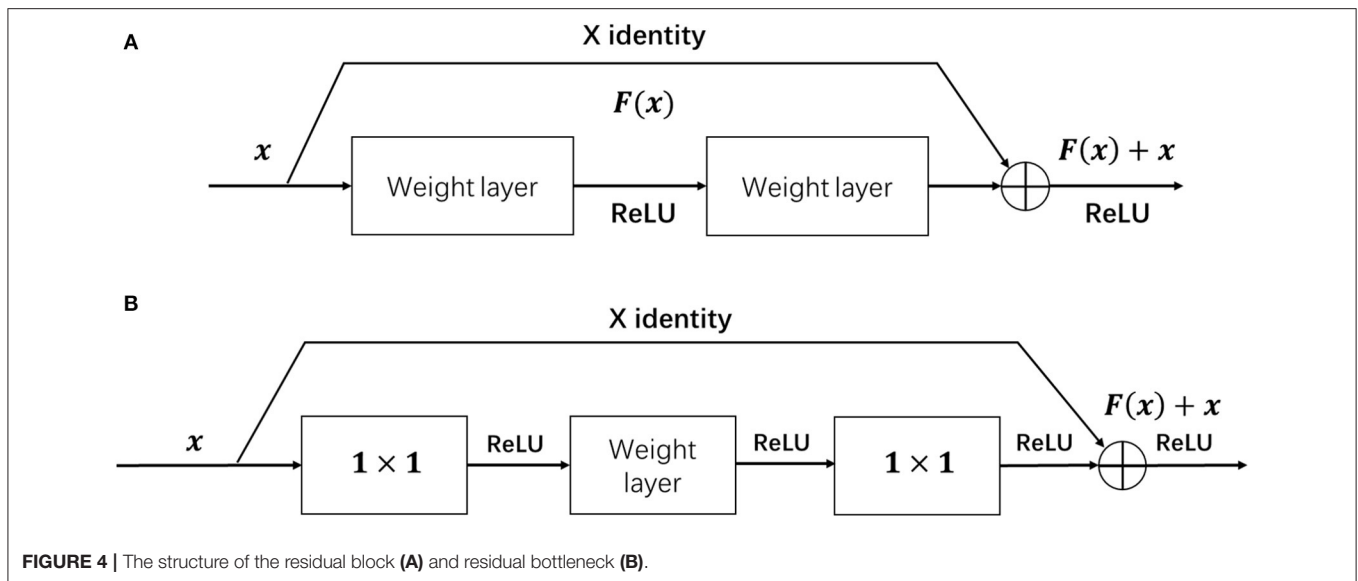 A
X identity
F(x)
x
F(x) + x
Weight layer
Weight layer
ReLU
ReLU
B
X identity
F(x) + x
x
ReLU
ReLU
ReLU
ReLU
1 × 1
Weight
layer
1 × 1
FIGURE 4 | The structure of the residual block (A) and residual bottleneck (B).